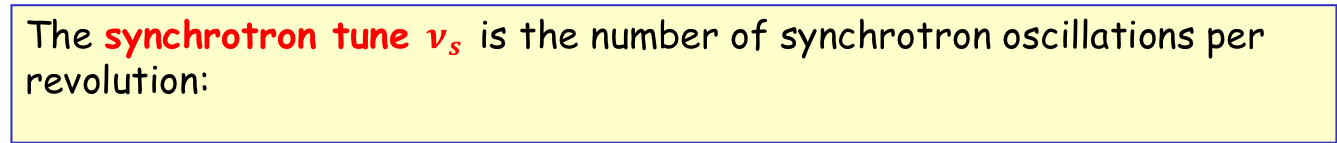 The synchrotron tune νₛ is the number of synchrotron oscillations per
revolution: